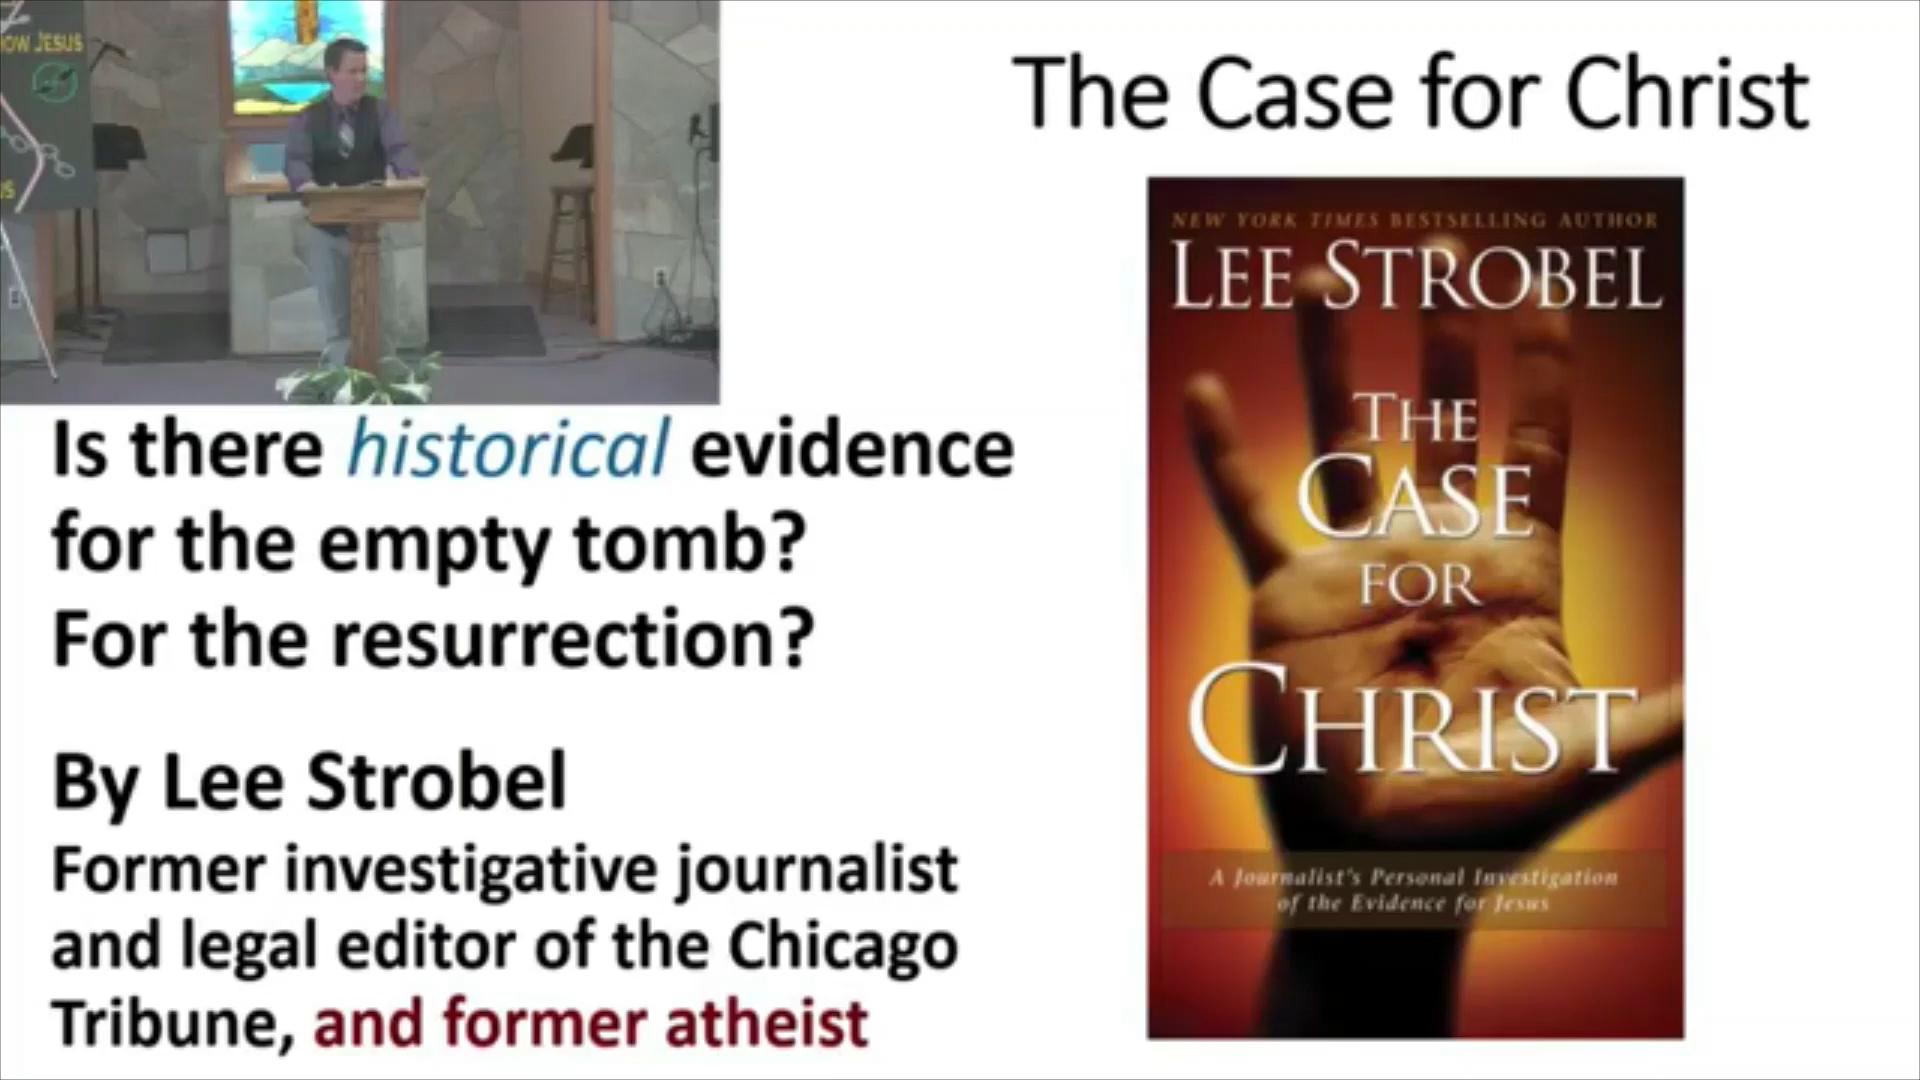 OW JESUS
The Case for Christ
NEW YORK TIMES BESTSELLING AUTHOR
LEE STROBEL
THE
CASE
FOR
CHRIST
A Journalist's Personal Investigation
of the Evidence for Jesus
Is there historical evidence
for the empty tomb?
For the resurrection?
By Lee Strobel
Former investigative journalist
and legal editor of the Chicago
Tribune, and former atheist